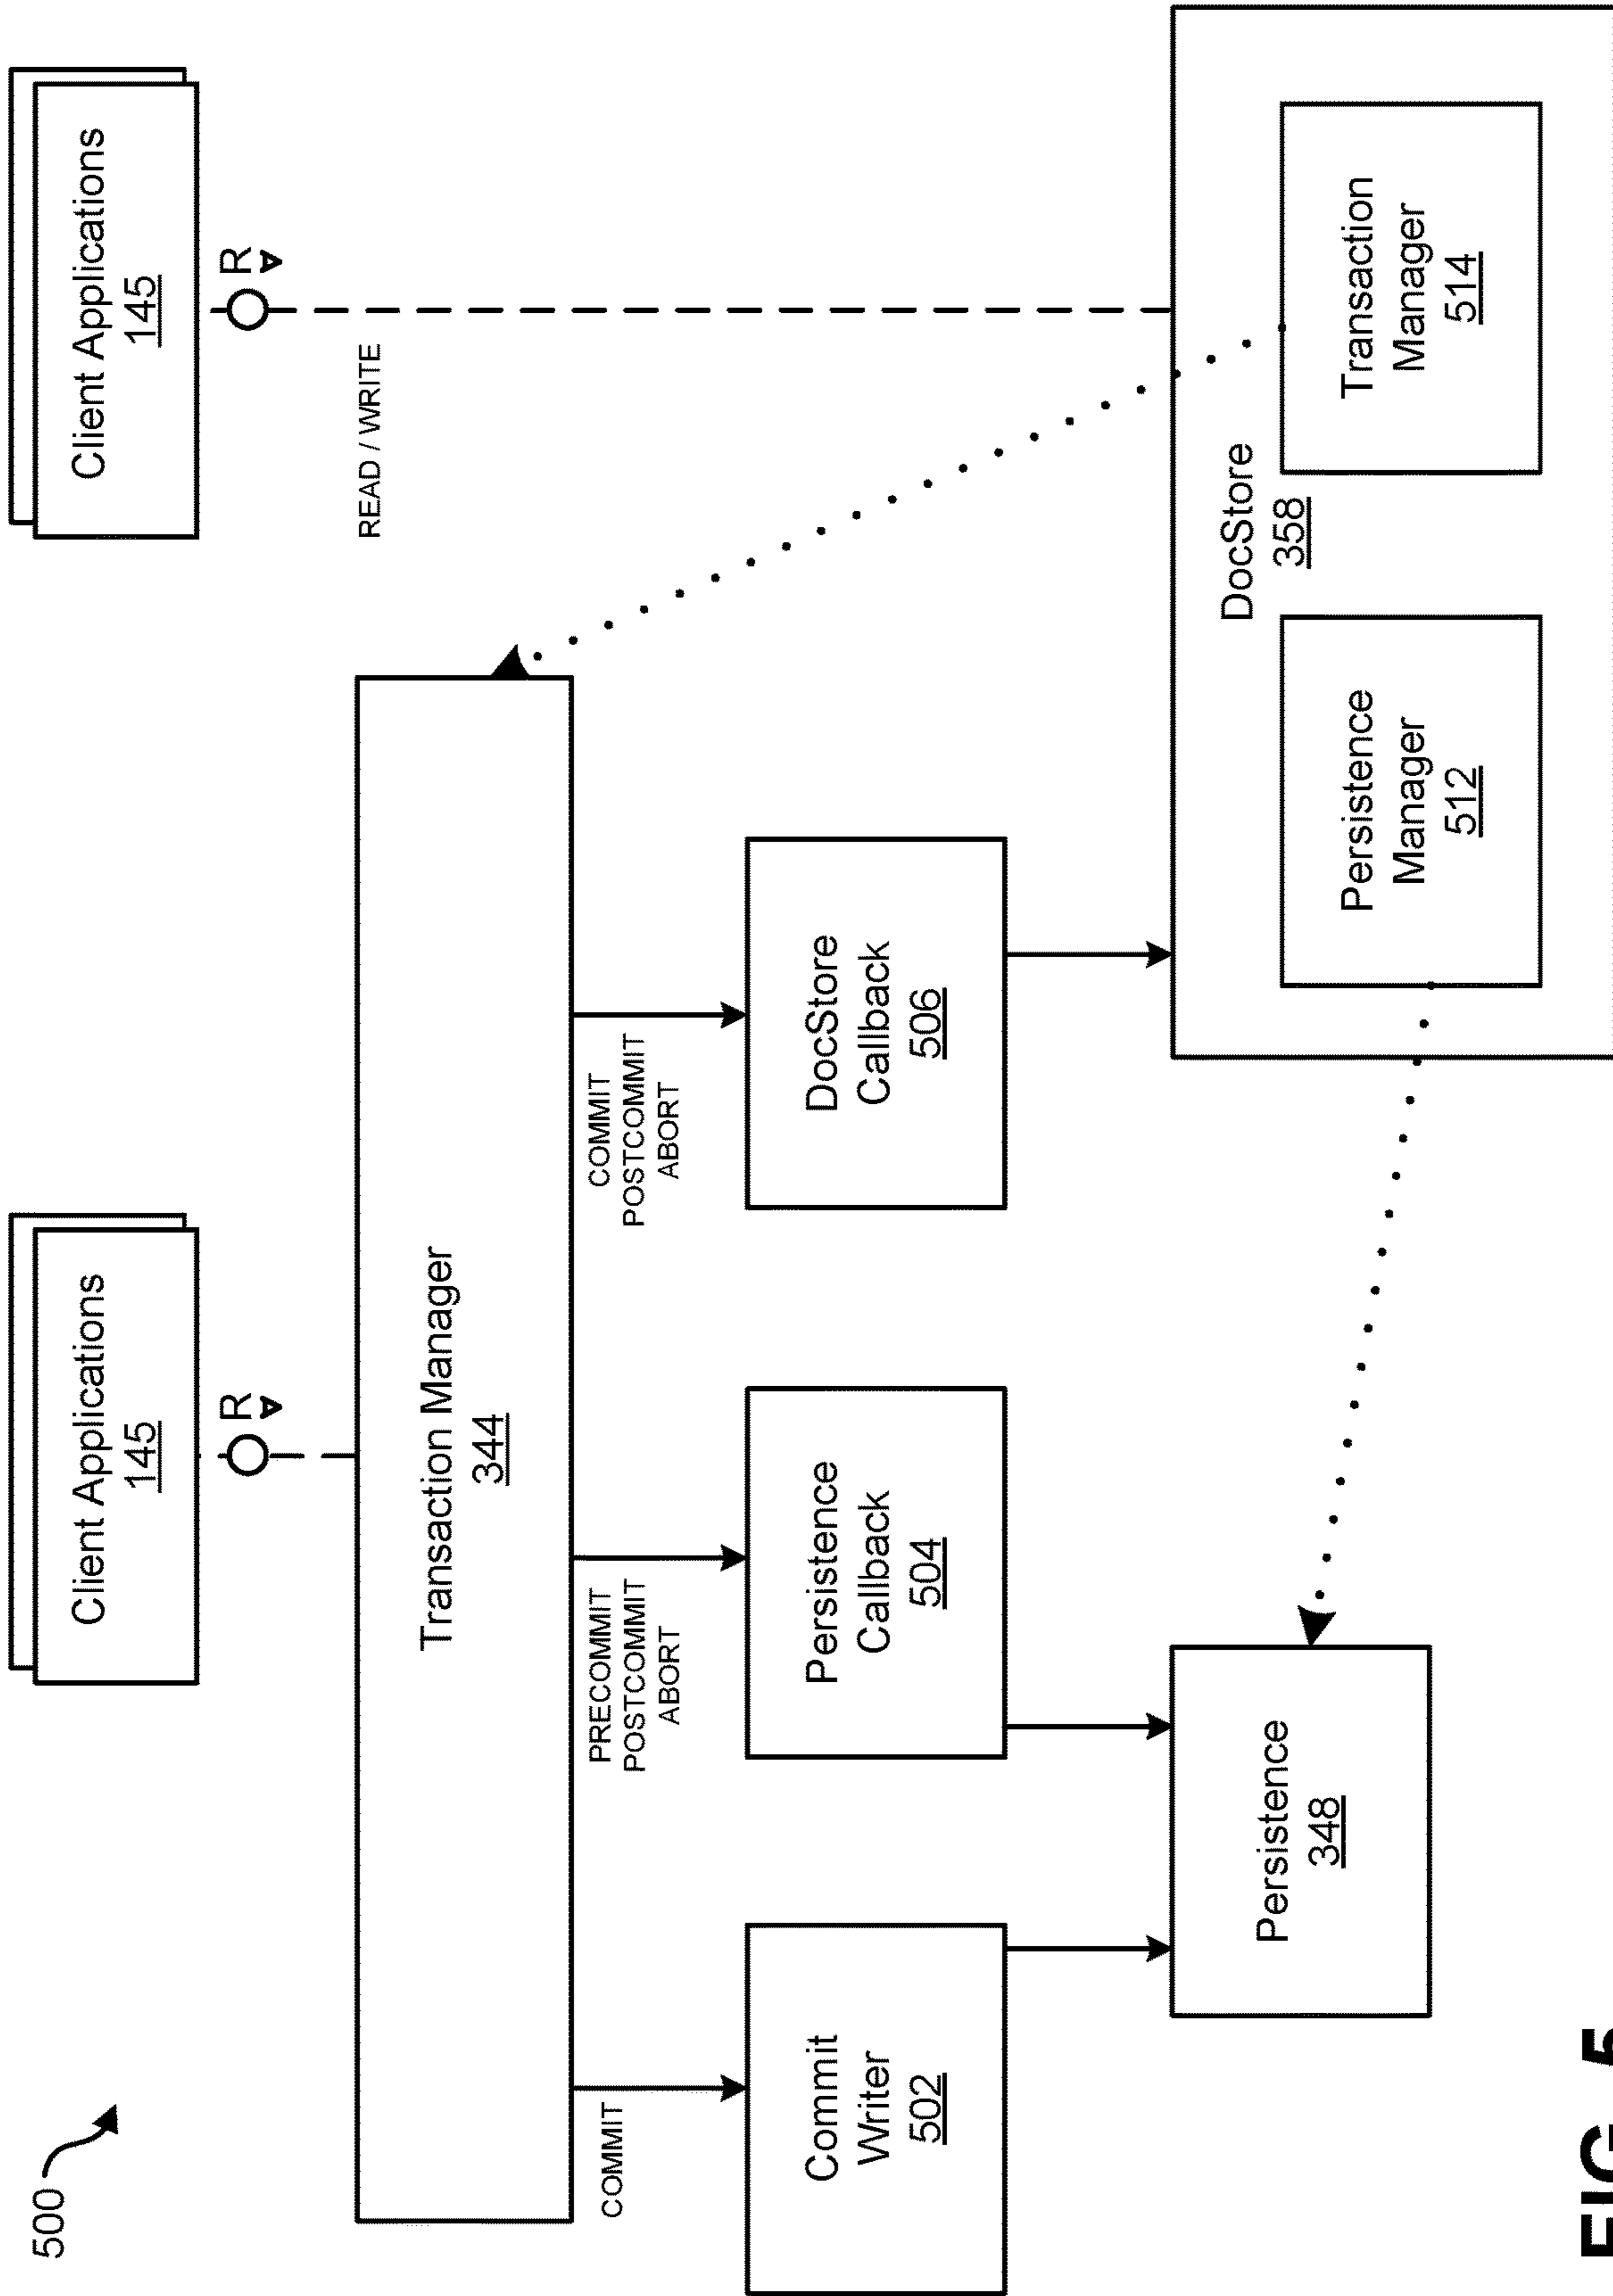 500
Client Applications
145
R
Client Applications
145
R
READ / WRITE
Transaction Manager
344
COMMIT
PRECOMMIT
POSTCOMMIT
ABORT
COMMIT
POSTCOMMIT
ABORT
Commit
Writer
502
Persistence
Callback
504
DocStore
Callback
506
Persistence
348
DocStore
358
Persistence
Manager
512
Transaction
Manager
514
FIG. 5